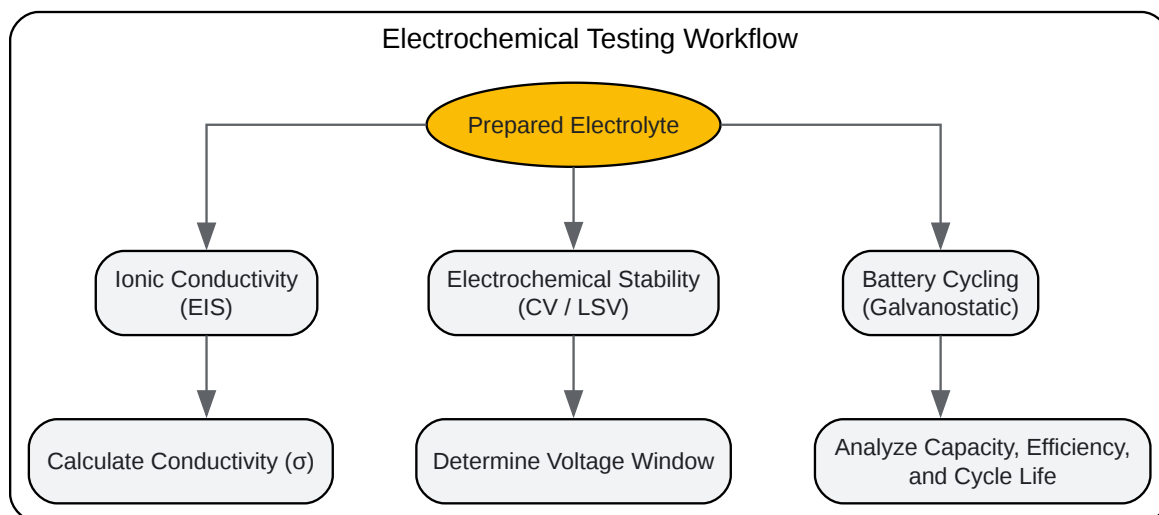 Electrochemical Testing Workflow
Prepared Electrolyte
Ionic Conductivity
(EIS)
Electrochemical Stability
(CV / LSV)
Battery Cycling
(Galvanostatic)
Calculate Conductivity (σ)
Determine Voltage Window
Analyze Capacity, Efficiency,
and Cycle Life